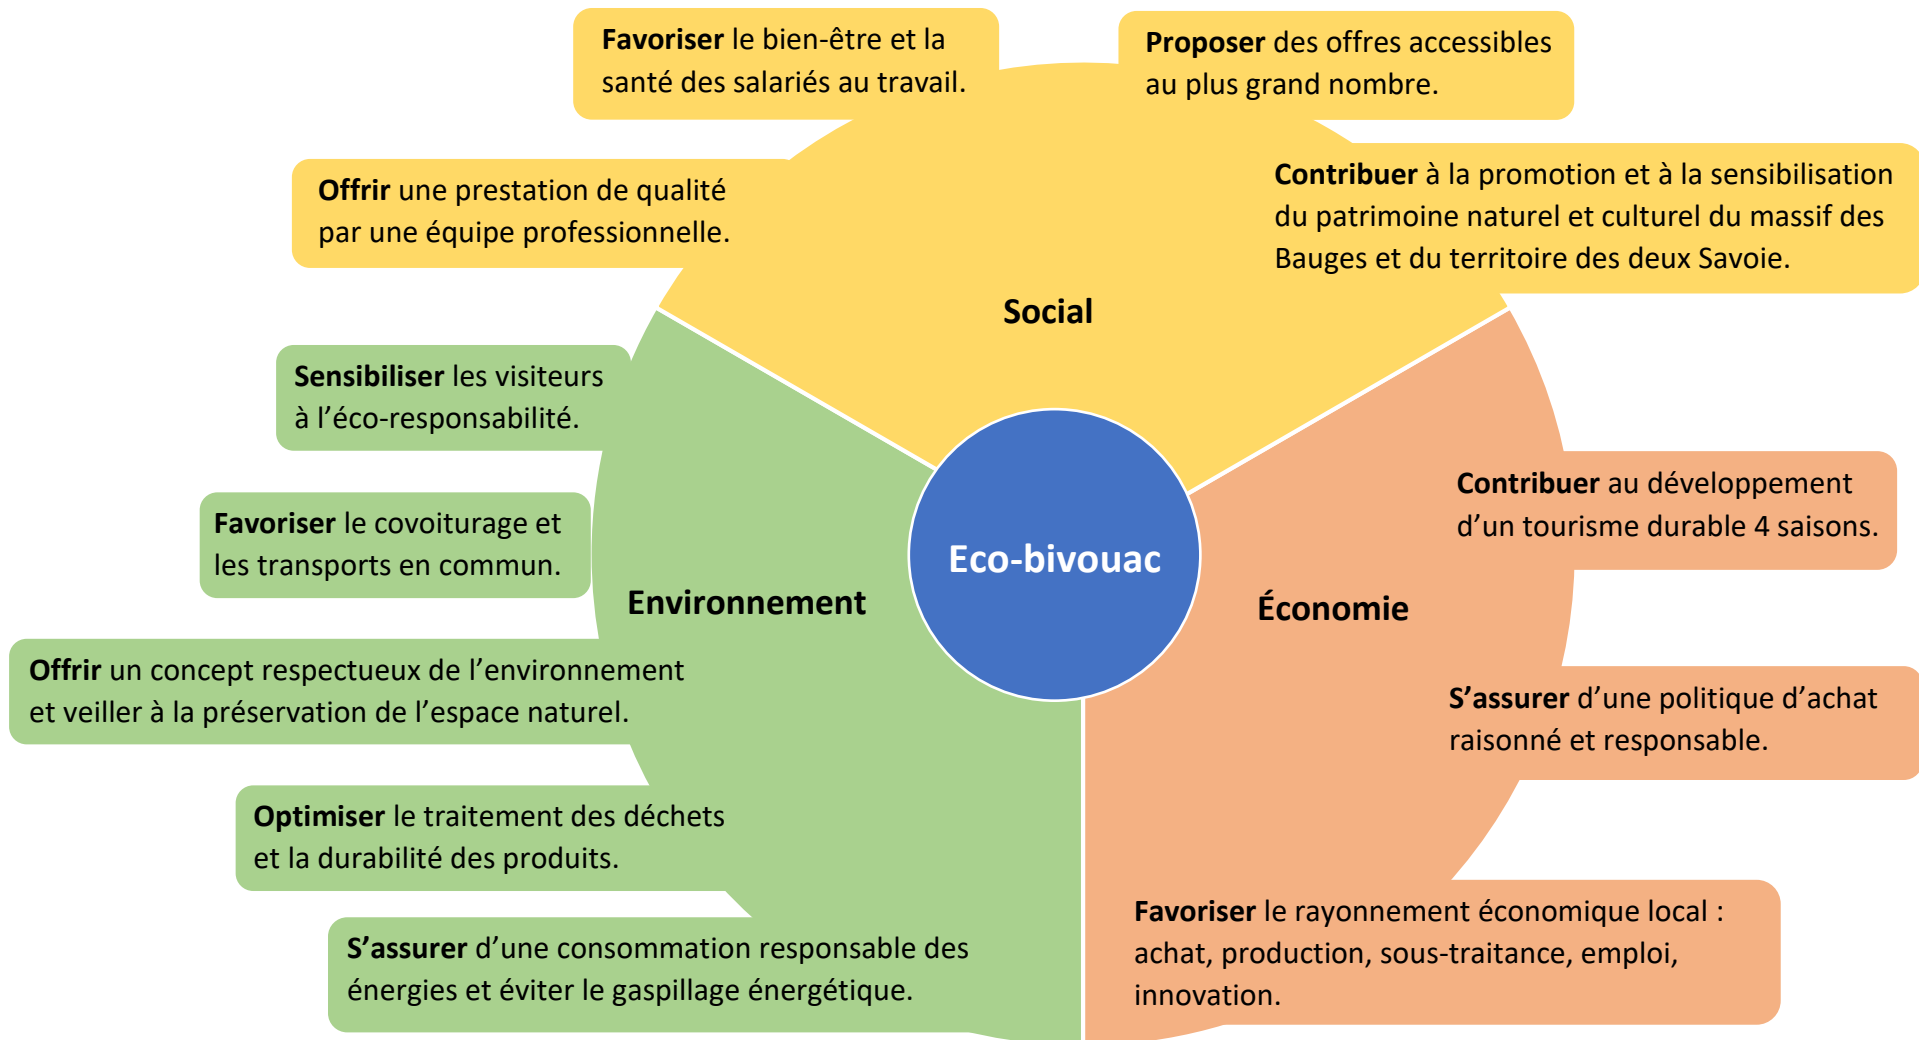 Favoriser le bien-être et la
santé des salariés au travail.
Proposer des offres accessibles
au plus grand nombre.
Offrir une prestation de qualité
par une équipe professionnelle.
Contribuer à la promotion et à la sensibilisation
du patrimoine naturel et culturel du massif des
Bauges et du territoire des deux Savoie.
Social
Sensibiliser les visiteurs
à l’éco-responsabilité.
Favoriser le covoiturage et
les transports en commun.
Environnement
Offrir un concept respectueux de l’environnement
et veiller à la préservation de l’espace naturel.
Optimiser le traitement des déchets
et la durabilité des produits.
S’assurer d’une consommation responsable des
énergies et éviter le gaspillage énergétique.
Eco-bivouac
Contribuer au développement
d’un tourisme durable 4 saisons.
Économie
S’assurer d’une politique d’achat
raisonné et responsable.
Favoriser le rayonnement économique local :
achat, production, sous-traitance, emploi,
innovation.